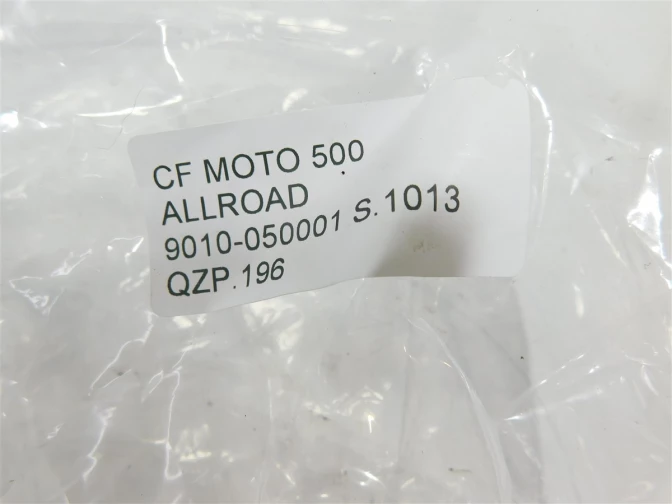 CF MOTO 500
ALLROAD
9010-050001 S.1013
QZP.196